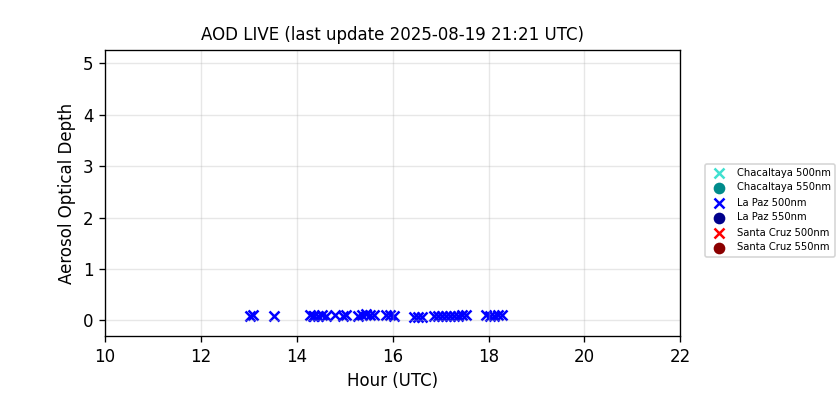 AOD LIVE (last update 2025-08-19 21:21 UTC)
Aerosol Optical Depth
5
4
3
2
1
0
10 12 14 16 18 20 22
Hour (UTC)
Chacaltaya 500nm
Chacaltaya 550nm
La Paz 500nm
La Paz 550nm
Santa Cruz 500nm
Santa Cruz 550nm